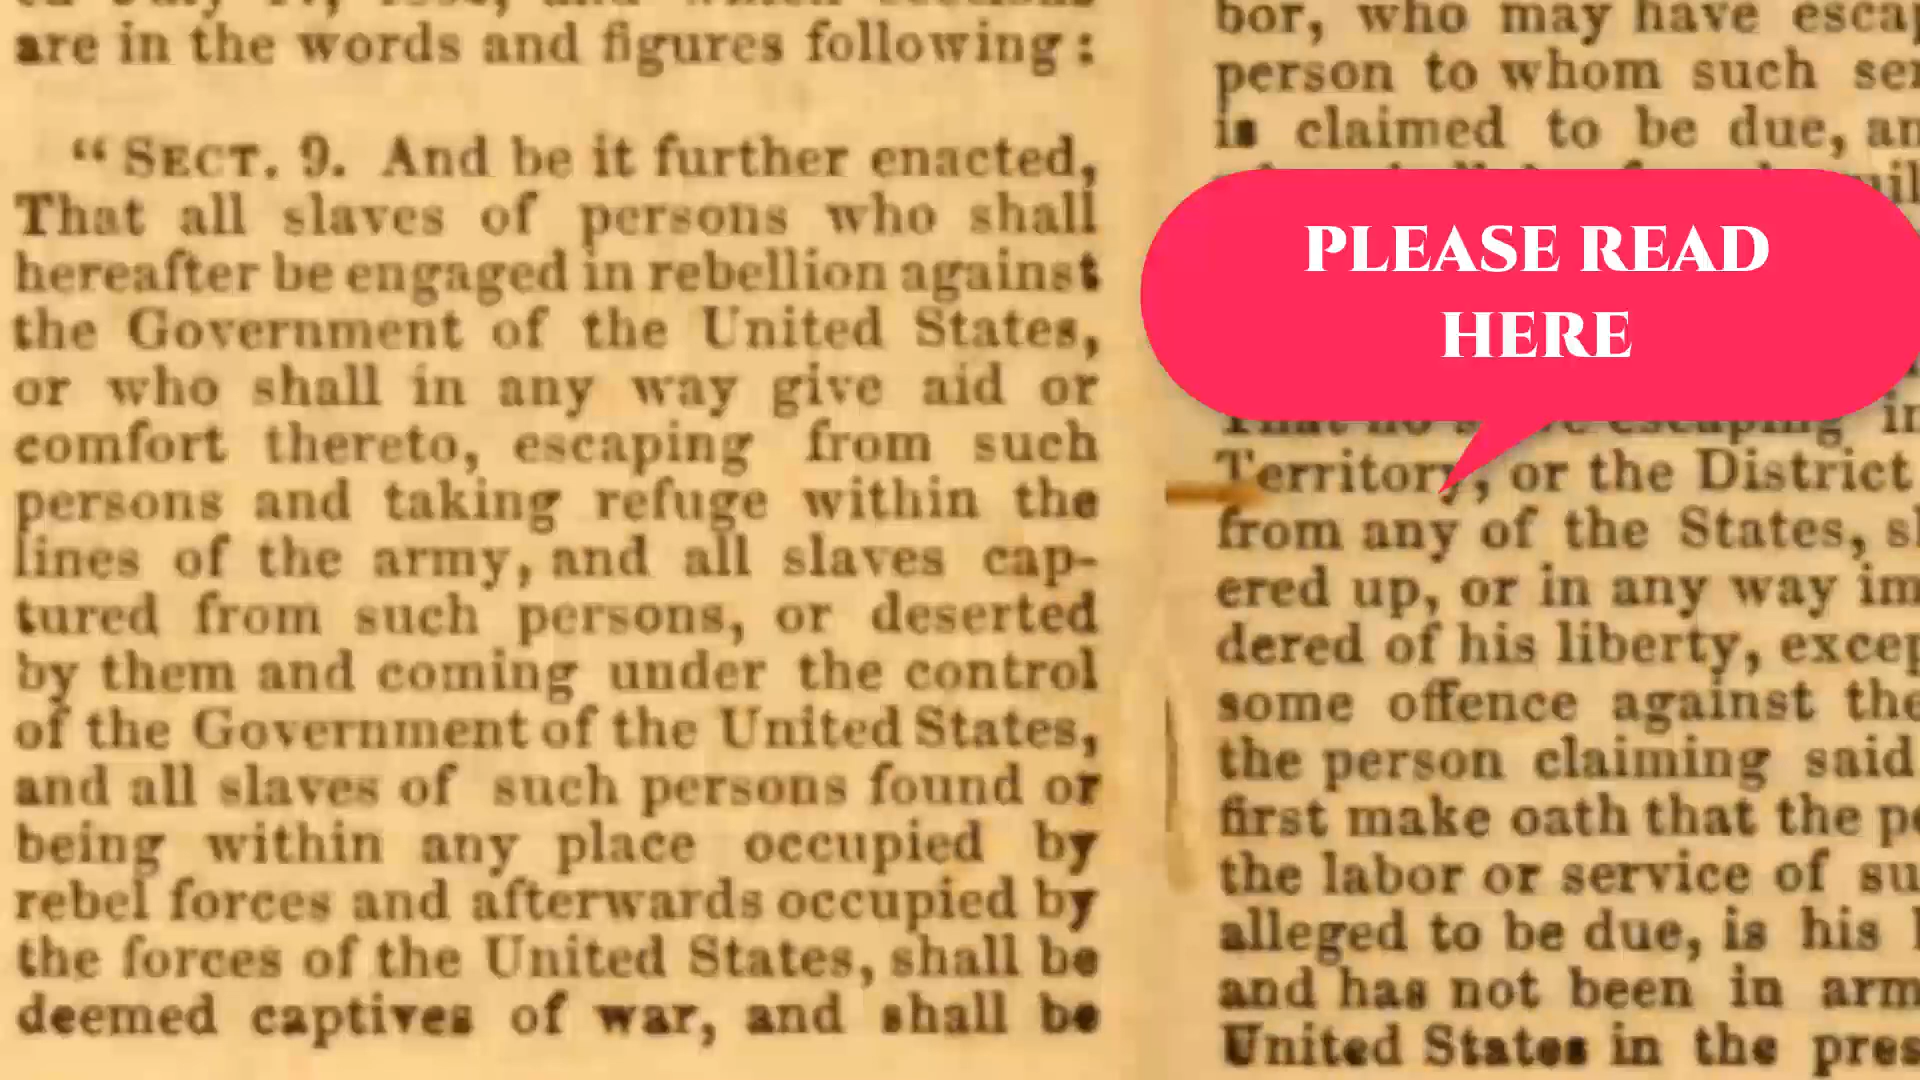 are in the words and figures following:
“ SECT. 9. And be it further enacted,
That all slaves of persons who shall
hereafter be engaged in rebellion against
the Government of the United States,
or who shall in any way give aid or
comfort thereto, escaping from such
persons and taking refuge within the
lines of the army, and all slaves cap-
tured from such persons, or deserted
by them and coming under the control
of the Government of the United States,
and all slaves of such persons found or
being within any place occupied by
rebel forces and afterwards occupied by
the forces of the United States, shall be
deemed captives of war, and shall be
bor, who may have
person to whom such
is claimed to be due,
PLEASE READ
HERE
Territory, or the District
from any of the States,
ered up, or in any way
dered of his liberty,
some offence against the
the person claiming said
first make oath that the
the labor or service of
alleged to be due, is his
and has not been in
United States in the